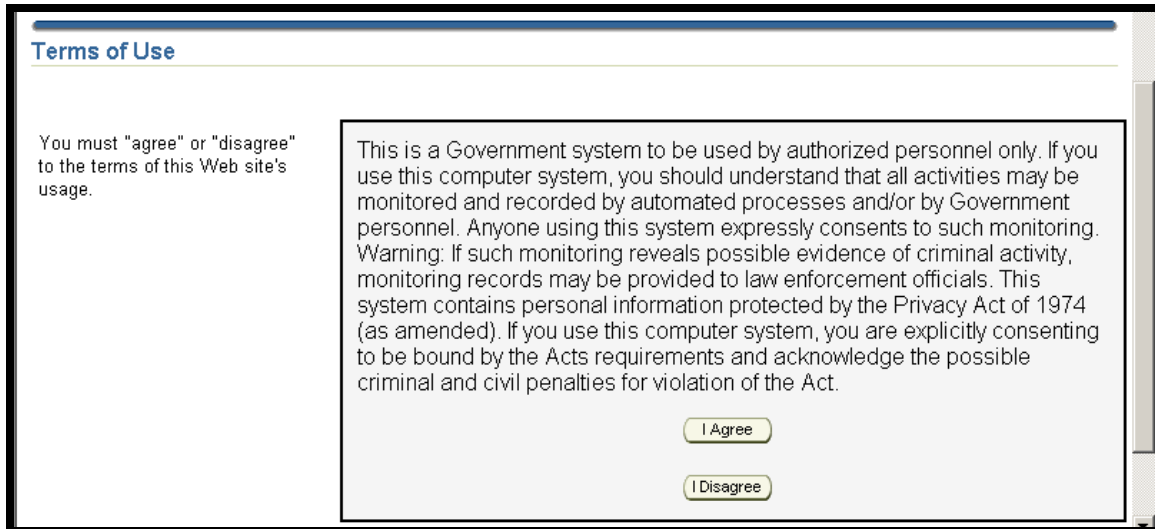 Terms of Use
You must "agree" or "disagree"
to the terms of this Web site's
usage.
This is a Government system to be used by authorized personnel only. If you
use this computer system, you should understand that all activities may be
monitored and recorded by automated processes and/or by Government
personnel. Anyone using this system expressly consents to such monitoring.
Warning: If such monitoring reveals possible evidence of criminal activity,
monitoring records may be provided to law enforcement officials. This
system contains personal information protected by the Privacy Act of 1974
(as amended). If you use this computer system, you are explicitly consenting
to be bound by the Acts requirements and acknowledge the possible
criminal and civil penalties for violation of the Act.
I Agree
I Disagree